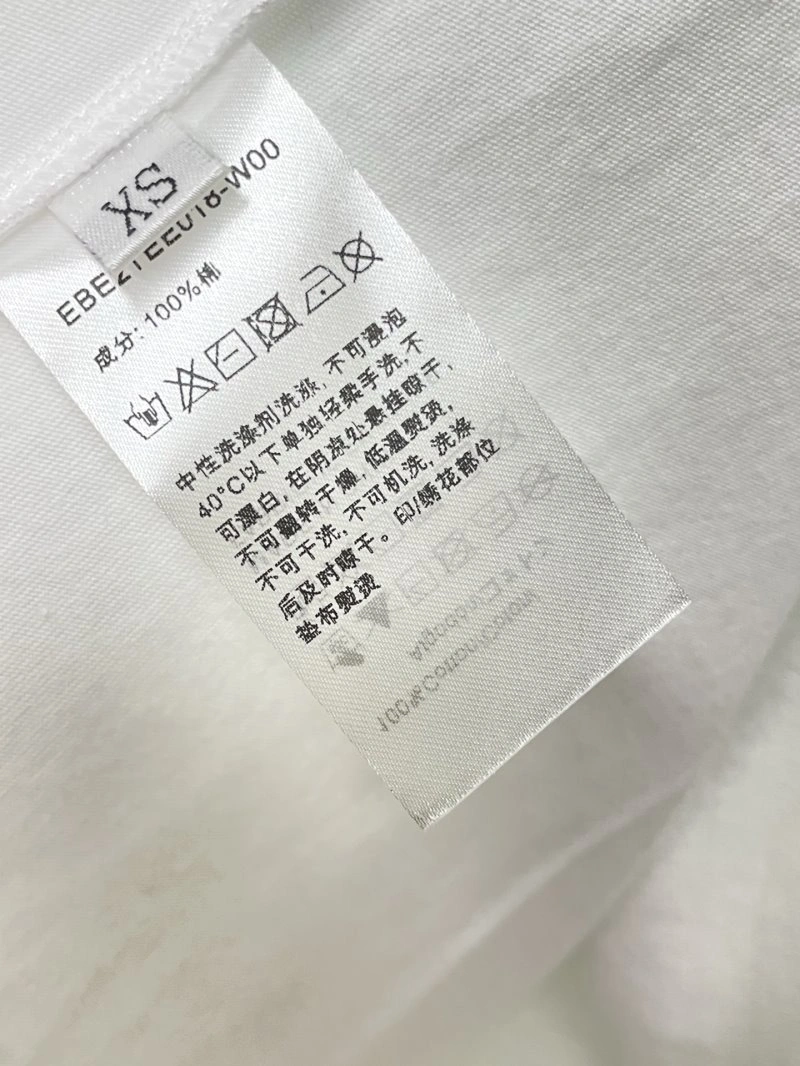 XS
成分: 100%棉
中性洗涤剂洗涤, 不可浸泡
40°C以下单独轻柔手洗, 不
可漂白, 在阴凉处悬挂晾干,
不可翻转干燥, 低温熨烫,
不可干洗, 不可机洗, 洗涤
后及时晾干。印/绣花部位
垫布熨烫
100%Cotton